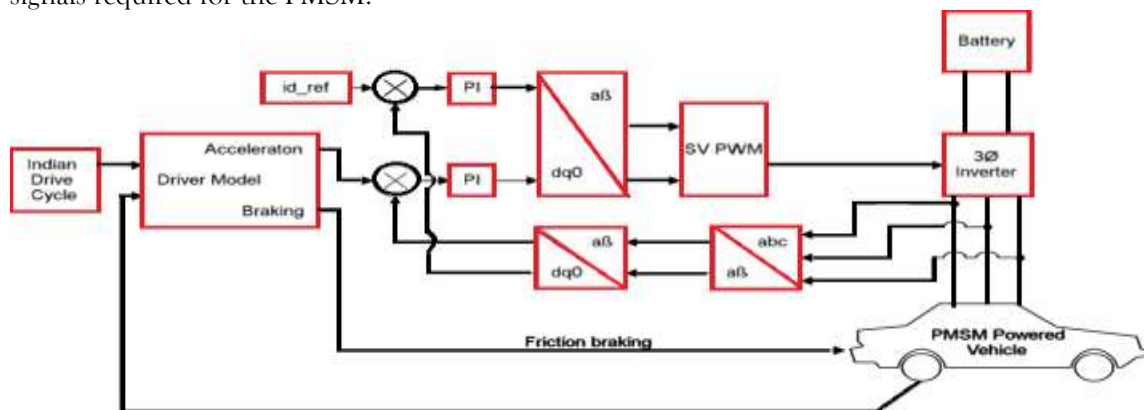 signals required for the PMSM.
Battery
id_ref
PI
aß
dq0
SV PWM
3Ø
Inverter
Indian
Drive
Cycle
Acceleraton
Driver Model
Braking
PI
aß
dq0
abc
aß
Friction braking
PMSM Powered
Vehicle